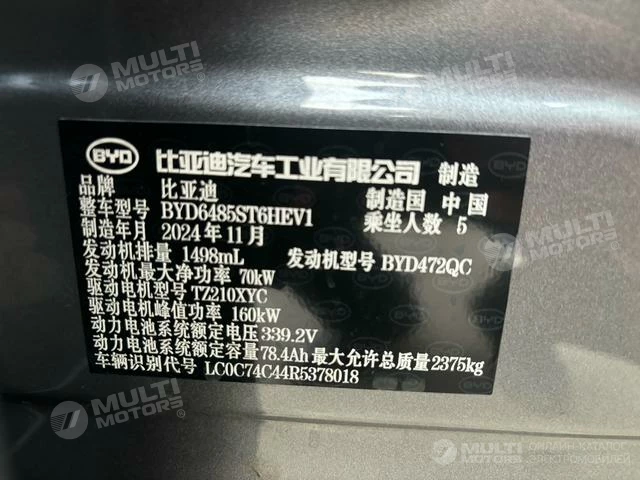 MULTI MOTORS®
MULTI MOTORS®
BYD 比亚迪汽车工业有限公司 制造
品牌 比亚迪 制造国 中国
整车型号 BYD6485ST6HEV1 乘坐人数 5
制造年月 2024年11月
发动机排量 1498mL 发动机型号 BYD472QC
发动机最大净功率 70kW
驱动电机型号 TZ210XYC
驱动电机峰值功率 160kW
动力电池系统额定电压 339.2V
动力电池系统额定容量 78.4Ah 最大允许总质量 2375kg
车辆识别代号 LC0C74C44R5378018
MULTI MOTORS®
MULTI MOTORS
ОНЛАЙН-КАТАЛОГ
ЭЛЕКТРОМОБИЛЕЙ